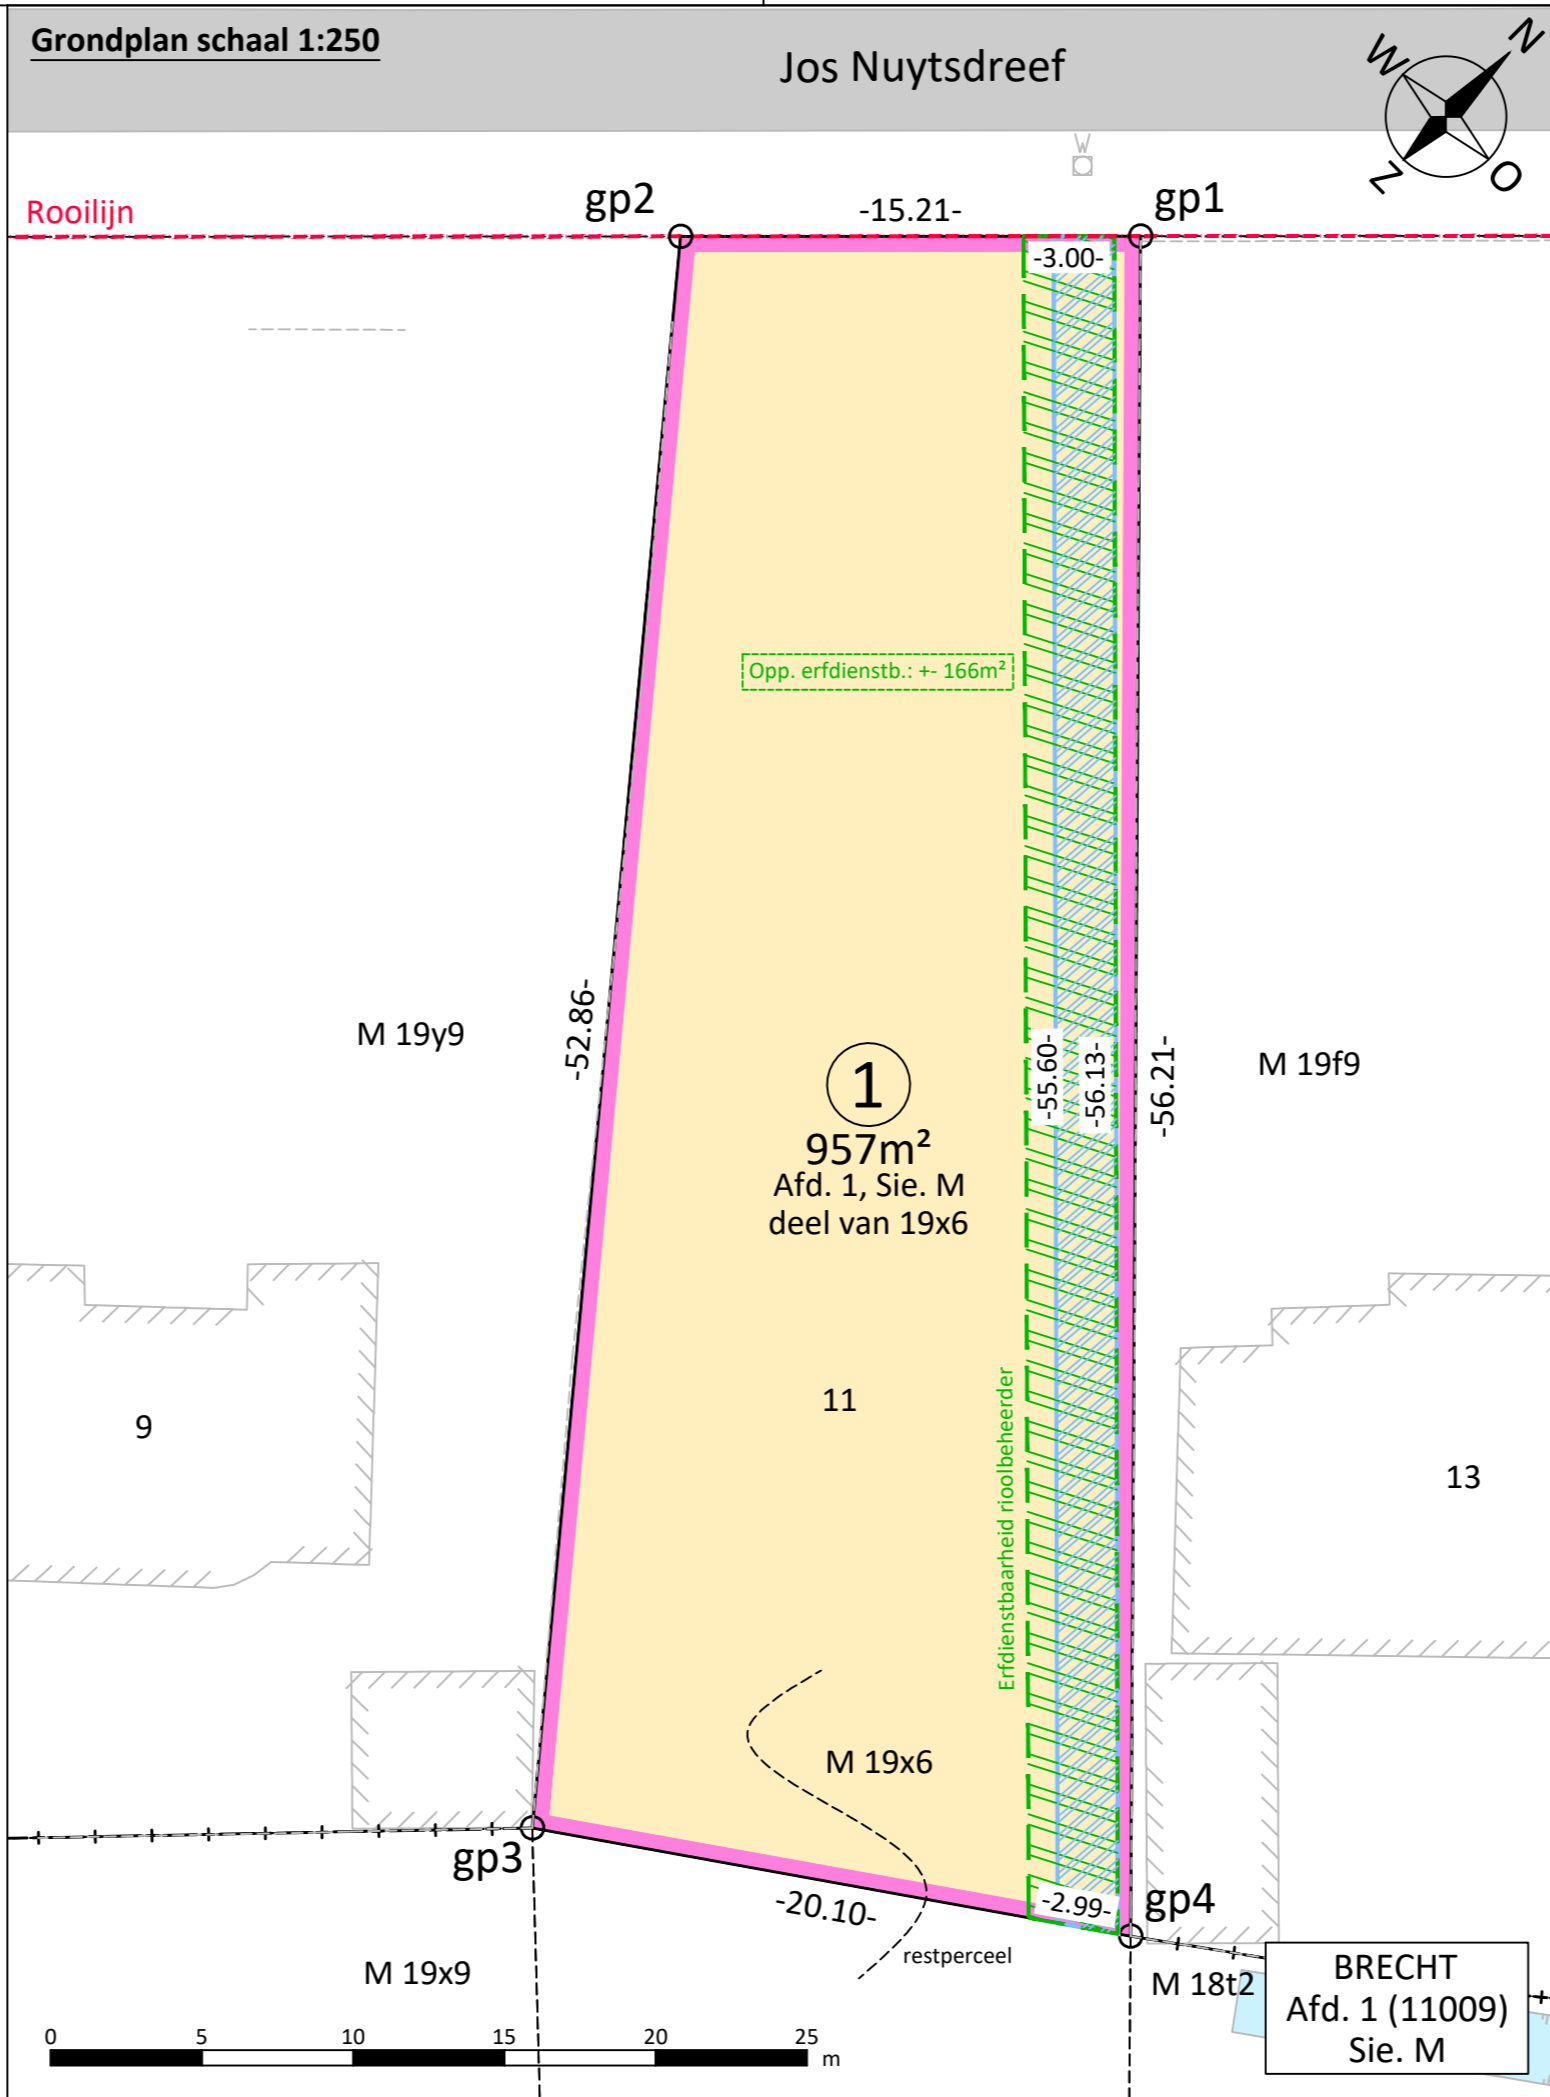 Grondplan schaal 1:250
Jos Nuytsdreef
N
W
O
Z
W
Rooilijn
gp2
-15.21-
gp1
-3.00-
Opp. erfdienstb.: +- 166m²
-52.86-
M 19y9
-55.60-
-56.13-
-56.21-
M 19f9
1
957m²
Afd. 1, Sie. M
deel van 19x6
Erfdienstbaarheid rioolbeheerder
9
11
13
M 19x6
gp3
-20.10-
-2.99-
gp4
restperceel
M 19x9
M 18t2
BRECHT
Afd. 1 (11009)
Sie. M
0 5 10 15 20 25 m